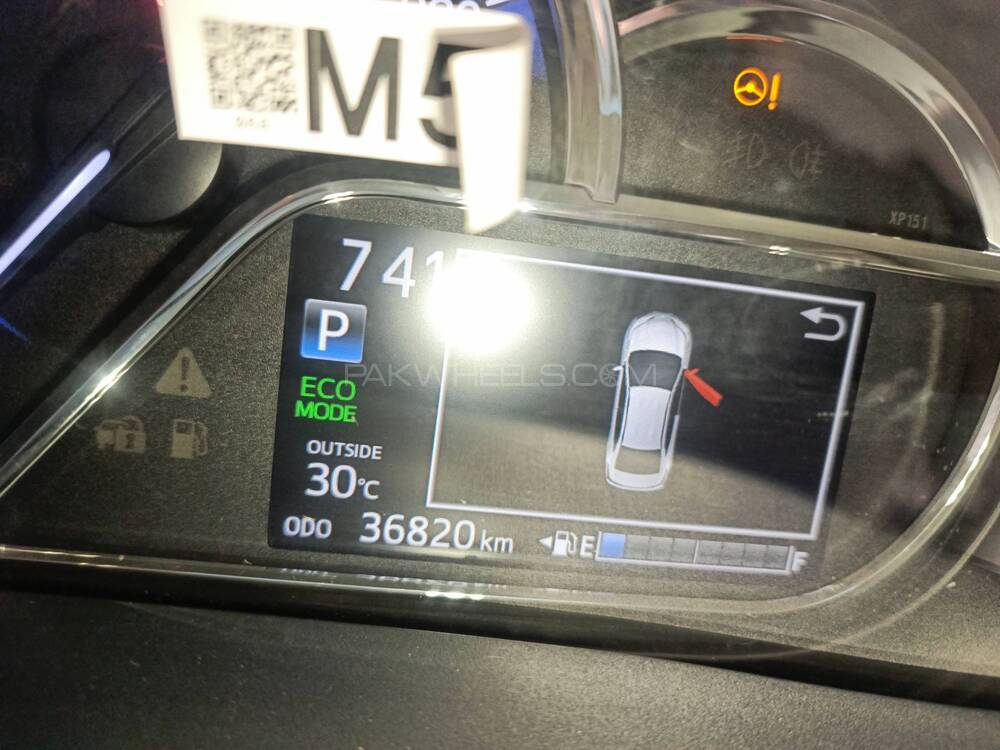 M5
XP151
741
P
PAKWHEELS.COM
ECO
MODE
OUTSIDE
30°C
ODO 36820 km
E F